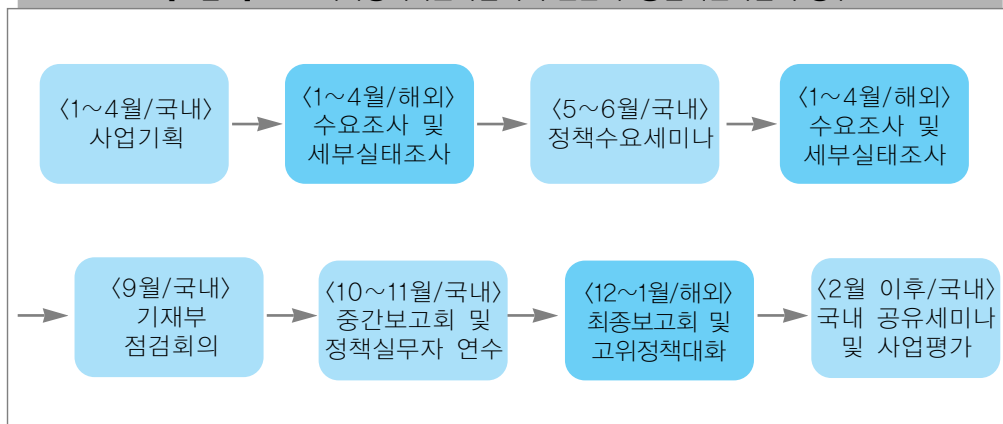 〈1～4월/국내〉
사업기획
〈1～4월/해외〉
수요조사 및
세부실태조사
〈5～6월/국내〉
정책수요세미나
〈1～4월/해외〉
수요조사 및
세부실태조사
〈9월/국내〉
기재부
점검회의
〈10～11월/국내〉
중간보고회 및
정책실무자 연수
〈12～1월/해외〉
최종보고회 및
고위정책대화
〈2월 이후/국내〉
국내 공유세미나
및 사업평가